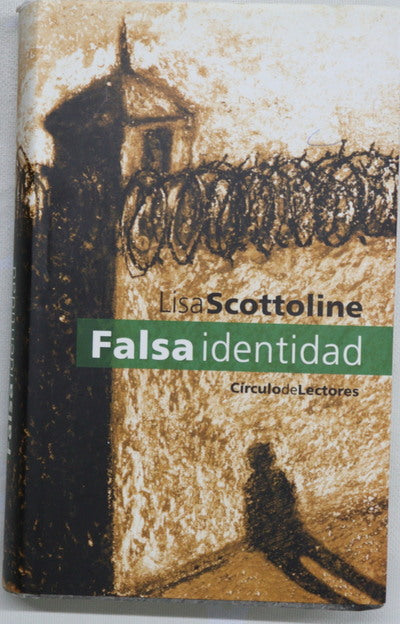 Lisa Scottoline
Falsa identidad
Círculo de Lectores